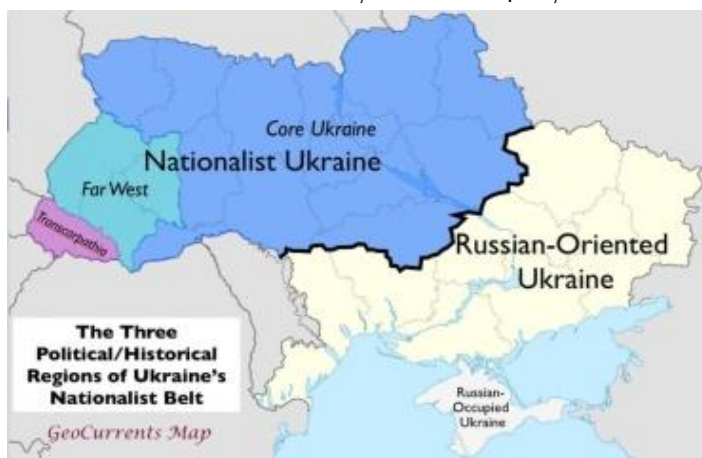 Core Ukraine
Nationalist Ukraine
Far West
Transcarpathia
Russian-Oriented
Ukraine
The Three
Political/Historical
Regions of Ukraine's
Nationalist Belt
GeoCurrents Map
Russian-
Occupied
Ukraine